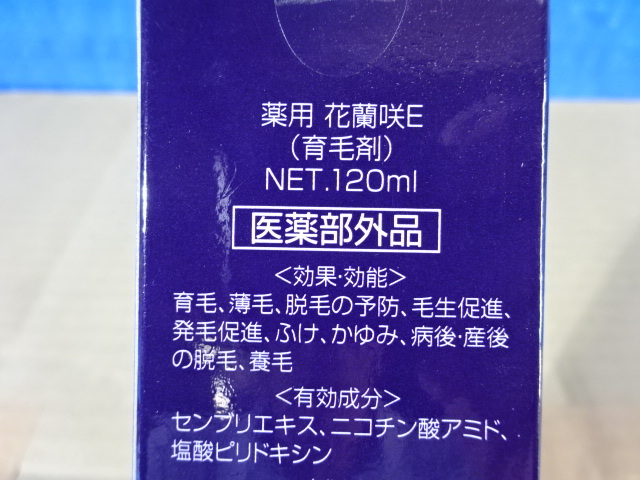 薬用 花蘭咲E
（育毛剤）
NET.120ml
医薬部外品
＜効果・効能＞
育毛、薄毛、脱毛の予防、毛生促進、
発毛促進、ふけ、かゆみ、病後・産後
の脱毛、養毛
＜有効成分＞
センブリエキス、ニコチン酸アミド、
塩酸ピリドキシン